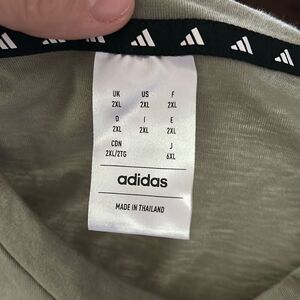 UK US F
2XL 2XL 2XL
D I E
2XL 2XL 2XL
CDN J
2XL/2TG 6XL
adidas
MADE IN THAILAND